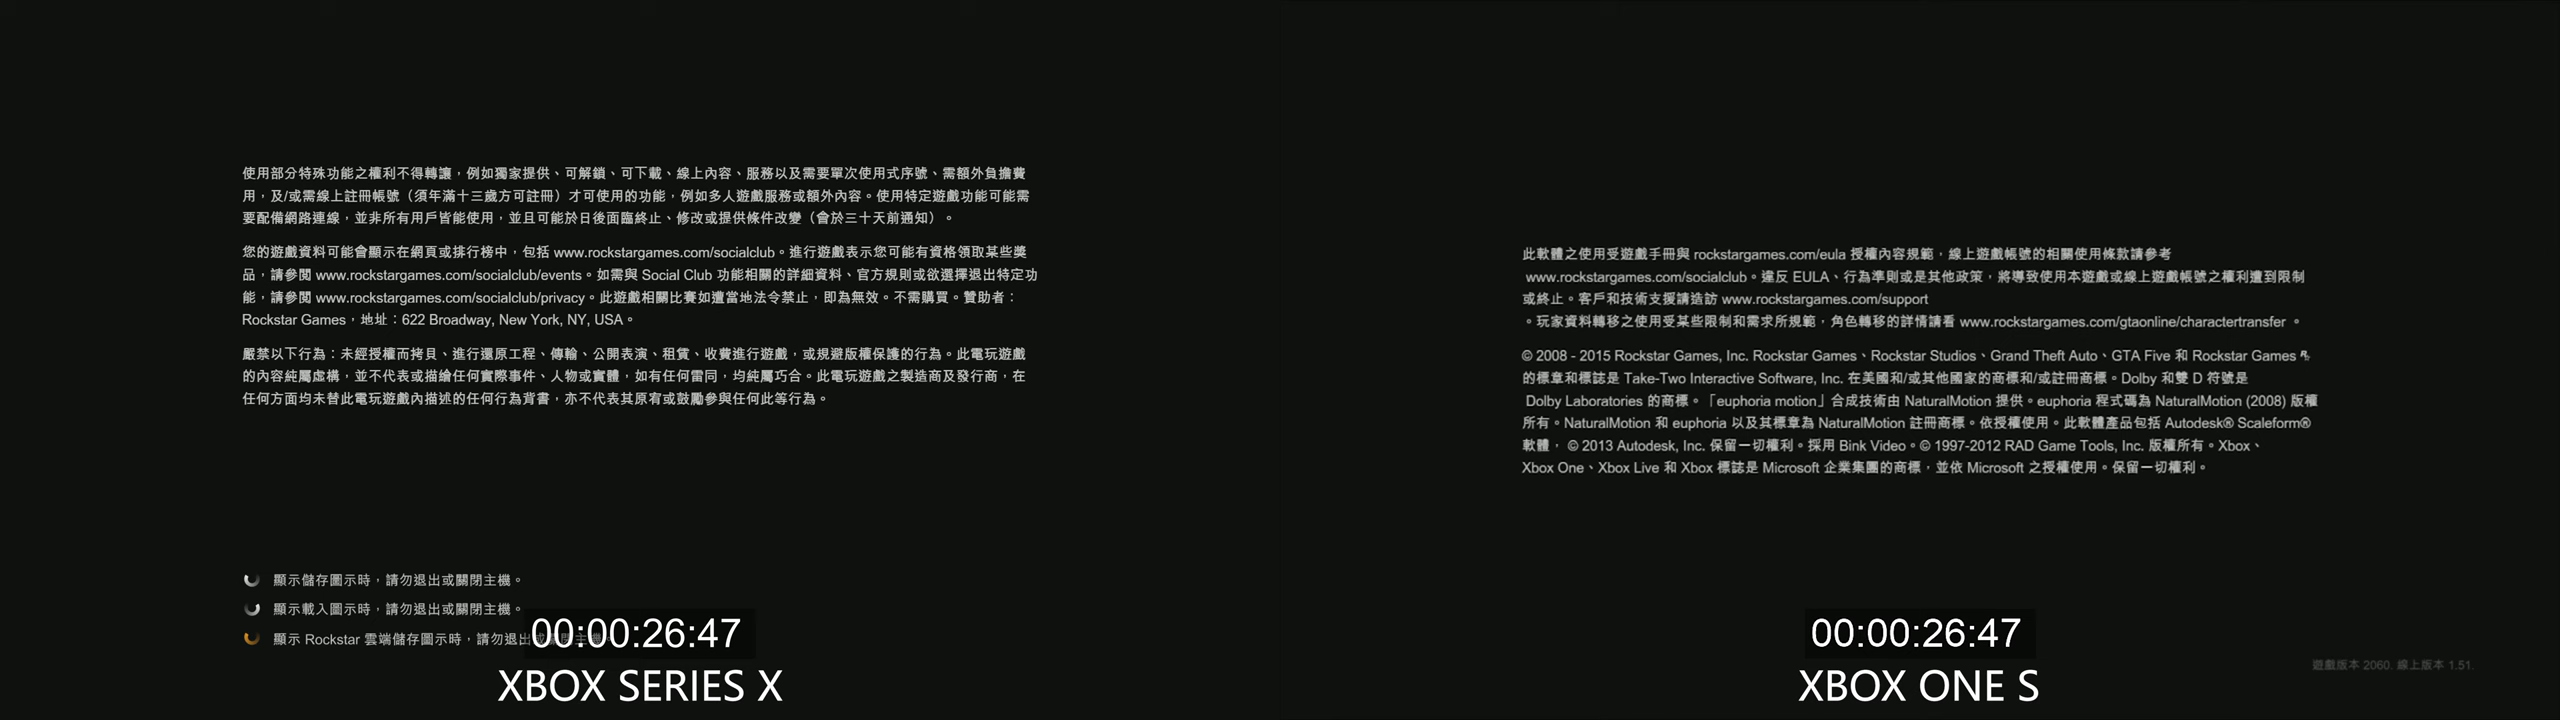 使用部分特殊功能之權利不得轉讓，例如獨家提供、可解鎖、可下載、線上內容、服務以及需要單次使用式序號、需額外負擔費
用，及/或需線上註冊帳號（須年滿十三歲方可註冊）才可使用的功能，例如多人遊戲服務或額外內容。使用特定遊戲功能可能需
要配備網路連線，並非所有用戶皆能使用，並且可能於日後面臨終止、修改或提供條件改變（會於三十天前通知）。
您的遊戲資料可能會顯示在網頁或排行榜中，包括 www.rockstargames.com/socialclub。進行遊戲表示您可能有資格領取某些獎
品，請參閱 www.rockstargames.com/socialclub/events。如需與 Social Club 功能相關的詳細資料、官方規則或欲選擇退出特定功
能，請參閱 www.rockstargames.com/socialclub/privacy。此遊戲相關比賽如遭當地法令禁止，即為無效。不需購買。贊助者：
Rockstar Games，地址：622 Broadway, New York, NY, USA。
嚴禁以下行為：未經授權而拷貝、進行還原工程、傳輸、公開表演、租賃、收費進行遊戲，或規避版權保護的行為。此電玩遊戲
的內容純屬虛構，並不代表或描繪任何實際事件、人物或實體，如有任何雷同，均純屬巧合。此電玩遊戲之製造商及發行商，在
任何方面均未替此電玩遊戲內描述的任何行為背書，亦不代表其原宥或鼓勵參與任何此等行為。
顯示儲存圖示時，請勿退出或關閉主機。
顯示載入圖示時，請勿退出或關閉主機。
顯示 Rockstar 雲端儲存圖示時，請勿退出或關閉主機
00:00:26:47
XBOX SERIES X
此軟體之使用受遊戲手冊與 rockstargames.com/eula 授權內容規範，線上遊戲帳號的相關使用條款請參考
www.rockstargames.com/socialclub。違反 EULA、行為準則或是其他政策，將導致使用本遊戲或線上遊戲帳號之權利遭到限制
或終止。客戶和技術支援請造訪 www.rockstargames.com/support
。玩家資料轉移之使用受某些限制和需求所規範，角色轉移的詳情請看 www.rockstargames.com/gtaonline/charactertransfer 。
© 2008 - 2015 Rockstar Games, Inc. Rockstar Games、Rockstar Studios、Grand Theft Auto、GTA Five 和 Rockstar Games R*
的標章和標誌是 Take-Two Interactive Software, Inc. 在美國和/或其他國家的商標和/或註冊商標。Dolby 和雙 D 符號是
Dolby Laboratories 的商標。「euphoria motion」合成技術由 NaturalMotion 提供。euphoria 程式碼為 NaturalMotion (2008) 版權
所有。NaturalMotion 和 euphoria 以及其標章為 NaturalMotion 註冊商標。依授權使用。此軟體產品包括 Autodesk® Scaleform®
軟體， © 2013 Autodesk, Inc. 保留一切權利。採用 Bink Video。© 1997-2012 RAD Game Tools, Inc. 版權所有。Xbox、
Xbox One、Xbox Live 和 Xbox 標誌是 Microsoft 企業集團的商標，並依 Microsoft 之授權使用。保留一切權利。
00:00:26:47
XBOX ONE S
遊戲版本 2060. 線上版本 1.51.